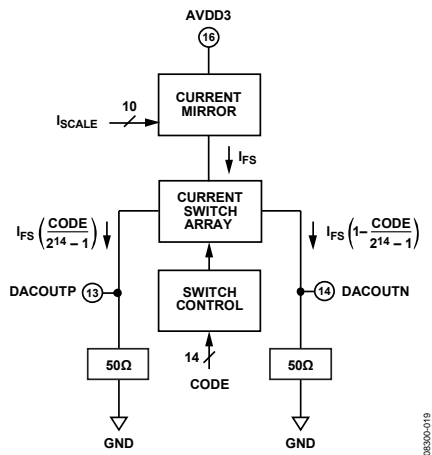 AVDD3
16
CURRENT
MIRROR
10
ISCALE
IFS
CURRENT
SWITCH
ARRAY
IFS (CODE / 2^14 – 1)
IFS (1– CODE / 2^14 – 1)
DACOUTP 13
SWITCH
CONTROL
14 DACOUTN
50Ω
14
CODE
50Ω
GND
GND
08300-019